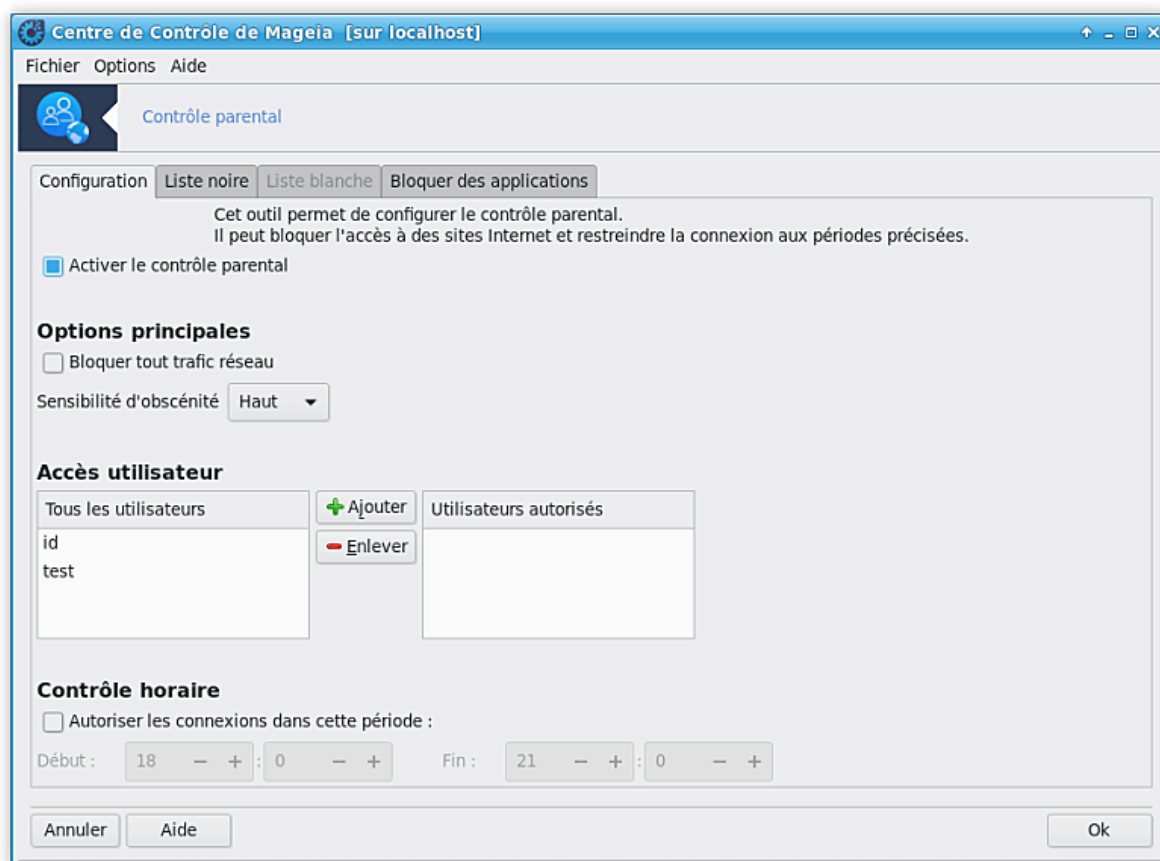 Centre de Contrôle de Mageia [sur localhost]
Fichier Options Aide
Contrôle parental
Configuration Liste noire Liste blanche Bloquer des applications
Cet outil permet de configurer le contrôle parental.
Il peut bloquer l'accès à des sites Internet et restreindre la connexion aux périodes précisées.
Activer le contrôle parental
Options principales
Bloquer tout trafic réseau
Sensibilité d'obscénité Haut
Accès utilisateur
Tous les utilisateurs Ajouter Utilisateurs autorisés
id Enlever
test
Contrôle horaire
Autoriser les connexions dans cette période :
Début : 18 − + : 0 − + Fin : 21 − + : 0 − +
Annuler Aide Ok